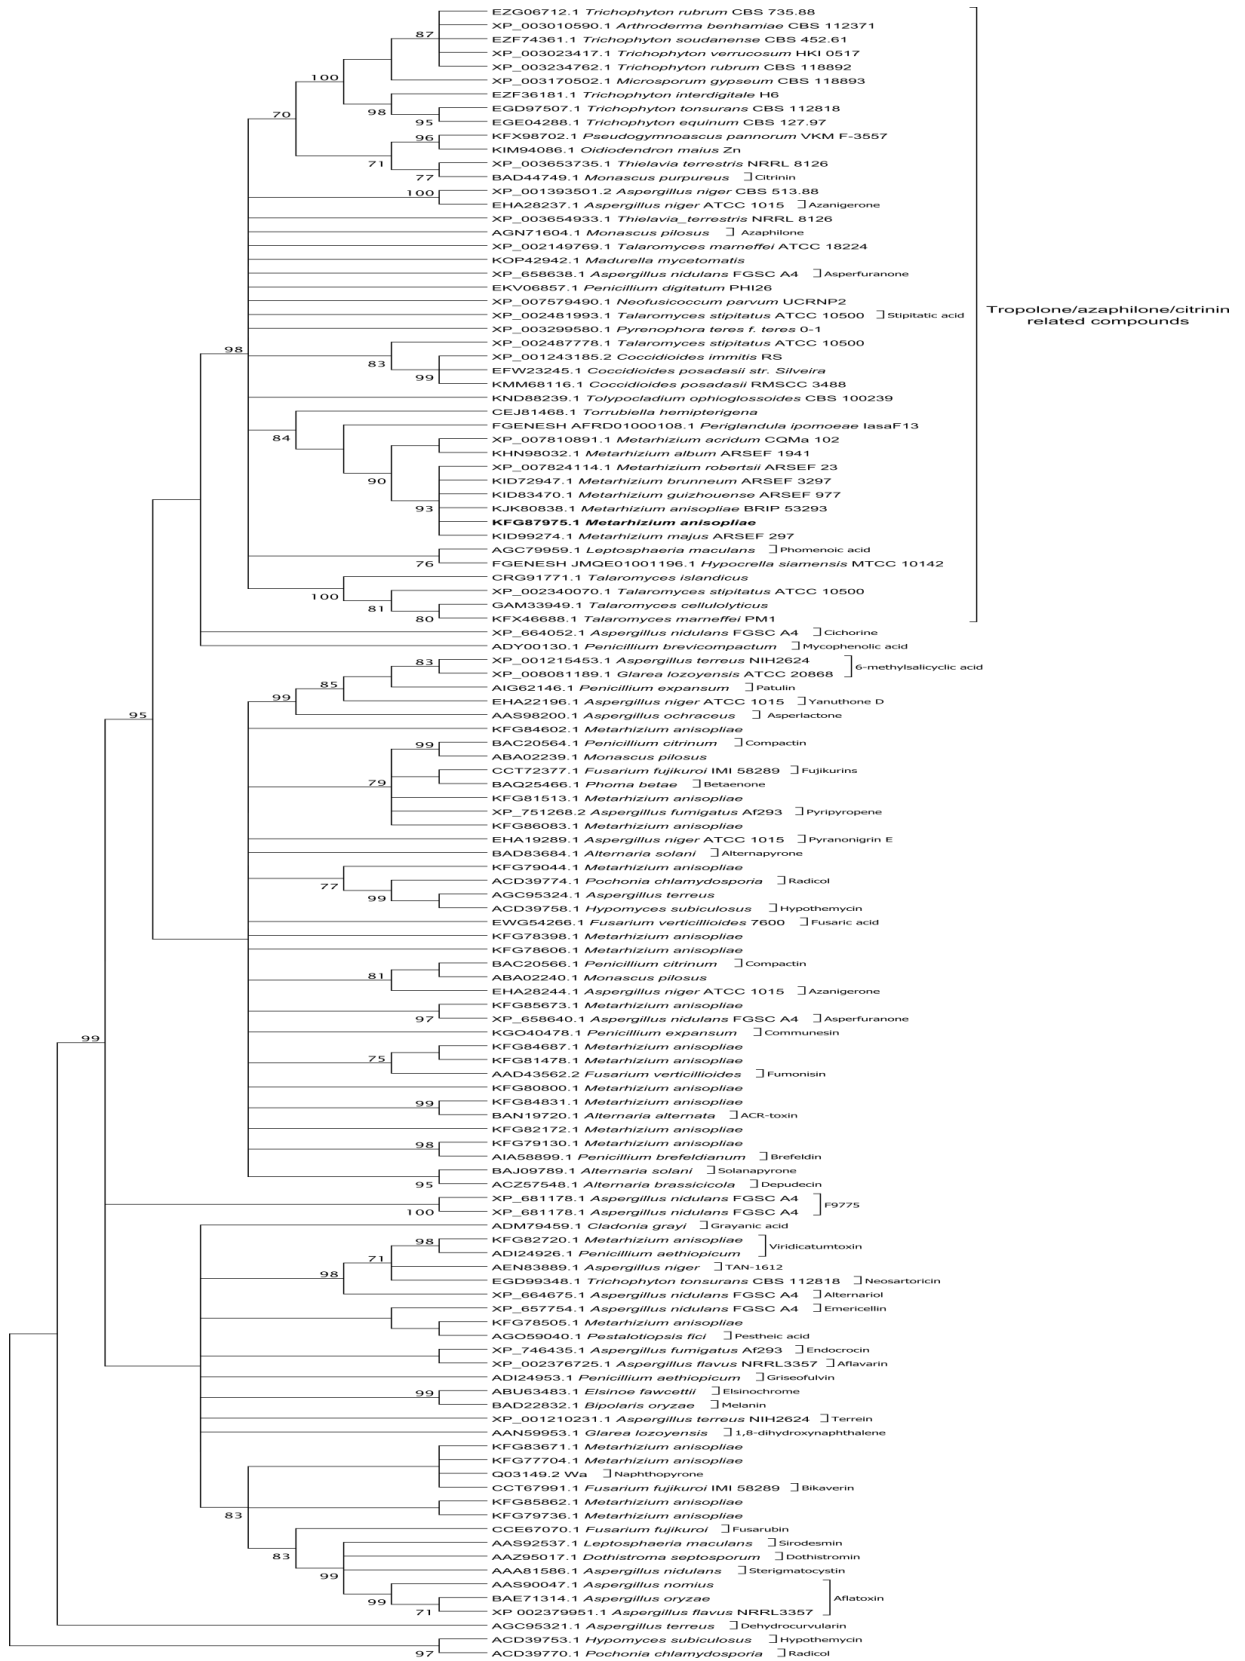 EZG06712.1 Trichophyton rubrum CBS 735.88
XP_003010590.1 Arthroderma benhamiae CBS 112371
87
EZF74361.1 Trichophyton soudanense CBS 452.61
XP_003023417.1 Trichophyton verrucosum HKI 0517
XP_003234762.1 Trichophyton rubrum CBS 118892
100
XP_003170502.1 Microsporum gypseum CBS 118893
EZF36181.1 Trichophyton interdigitale H6
98
EGD97507.1 Trichophyton tonsurans CBS 112818
70
95
EGE04288.1 Trichophyton equinum CBS 127.97
96
KFX98702.1 Pseudogymnoascus pannorum VKM F-3557
KIM94086.1 Oidiodendron maius Zn
71
XP_003653735.1 Thielavia terrestris NRRL 8126
77
BAD44749.1 Monascus purpureus Citrinin
100
XP_001393501.2 Aspergillus niger CBS 513.88
EHA28237.1 Aspergillus niger ATCC 1015 Azanigerone
XP_003654933.1 Thielavia_terrestris NRRL 8126
AGN71604.1 Monascus pilosus Azaphilone
XP_002149769.1 Talaromyces marneffei ATCC 18224
KOP42942.1 Madurella mycetomatis
XP_658638.1 Aspergillus nidulans FGSC A4 Asperfuranone
EKV06857.1 Penicillium digitatum PHI26
XP_007579490.1 Neofusicoccum parvum UCRNP2
XP_002481993.1 Talaromyces stipitatus ATCC 10500 Stipitatic acid
Tropolone/azaphilone/citrinin
related compounds
XP_003299580.1 Pyrenophora teres f. teres 0-1
XP_002487778.1 Talaromyces stipitatus ATCC 10500
98
XP_001243185.2 Coccidioides immitis RS
83
EFW23245.1 Coccidioides posadasii str. Silveira
99
KMM68116.1 Coccidioides posadasii RMSCC 3488
KND88239.1 Tolypocladium ophioglossoides CBS 100239
CEJ81468.1 Torrubiella hemipterigena
FGENESH AFRD01000108.1 Periglandula ipomoeae IasaF13
84
XP_007810891.1 Metarhizium acridum CQMa 102
KHN98032.1 Metarhizium album ARSEF 1941
XP_007824114.1 Metarhizium robertsii ARSEF 23
90
KID72947.1 Metarhizium brunneum ARSEF 3297
KID83470.1 Metarhizium guizhouense ARSEF 977
93
KJK80838.1 Metarhizium anisopliae BRIP 53293
KFG87975.1 Metarhizium anisopliae
KID99274.1 Metarhizium majus ARSEF 297
AGC79959.1 Leptosphaeria maculans Phomenoic acid
76
FGENESH JMQE01001196.1 Hypocrella siamensis MTCC 10142
CRG91771.1 Talaromyces islandicus
100
XP_002340070.1 Talaromyces stipitatus ATCC 10500
81
GAM33949.1 Talaromyces cellulolyticus
80
KFX46688.1 Talaromyces marneffei PM1
XP_664052.1 Aspergillus nidulans FGSC A4 Cichorine
ADY00130.1 Penicillium brevicompactum Mycophenolic acid
83
XP_001215453.1 Aspergillus terreus NIH2624
6-methylsalicyclic acid
XP_008081189.1 Glarea lozoyensis ATCC 20868
85
AIG62146.1 Penicillium expansum Patulin
99
EHA22196.1 Aspergillus niger ATCC 1015 Yanuthone D
95
AAS98200.1 Aspergillus ochraceus Asperlactone
KFG84602.1 Metarhizium anisopliae
99
BAC20564.1 Penicillium citrinum Compactin
ABA02239.1 Monascus pilosus
CCT72377.1 Fusarium fujikuroi IMI 58289 Fujikurins
79
BAQ25466.1 Phoma betae Betaenone
KFG81513.1 Metarhizium anisopliae
XP_751268.2 Aspergillus fumigatus Af293 Pyripyropene
KFG86083.1 Metarhizium anisopliae
EHA19289.1 Aspergillus niger ATCC 1015 Pyranonigrin E
BAD83684.1 Alternaria solani Alternapyrone
KFG79044.1 Metarhizium anisopliae
77
ACD39774.1 Pochonia chlamydosporia Radicol
99
AGC95324.1 Aspergillus terreus
ACD39758.1 Hypomyces subiculosus Hypothemycin
EWG54266.1 Fusarium verticillioides 7600 Fusaric acid
KFG78398.1 Metarhizium anisopliae
KFG78606.1 Metarhizium anisopliae
BAC20566.1 Penicillium citrinum Compactin
81
ABA02240.1 Monascus pilosus
EHA28244.1 Aspergillus niger ATCC 1015 Azanigerone
KFG85673.1 Metarhizium anisopliae
97
XP_658640.1 Aspergillus nidulans FGSC A4 Asperfuranone
KGO40478.1 Penicillium expansum Communesin
99
KFG84687.1 Metarhizium anisopliae
75
KFG81478.1 Metarhizium anisopliae
AAD43562.2 Fusarium verticillioides Fumonisin
KFG80800.1 Metarhizium anisopliae
99
KFG84831.1 Metarhizium anisopliae
BAN19720.1 Alternaria alternata ACR-toxin
KFG82172.1 Metarhizium anisopliae
98
KFG79130.1 Metarhizium anisopliae
AIA58899.1 Penicillium brefeldianum Brefeldin
BAJ09789.1 Alternaria solani Solanapyrone
95
ACZ57548.1 Alternaria brassicicola Depudecin
XP_681178.1 Aspergillus nidulans FGSC A4
F9775
100
XP_681178.1 Aspergillus nidulans FGSC A4
ADM79459.1 Cladonia grayi Grayanic acid
98
KFG82720.1 Metarhizium anisopliae
Viridicatumtoxin
71
ADI24926.1 Penicillium aethiopicum
98
AEN83889.1 Aspergillus niger TAN-1612
EGD99348.1 Trichophyton tonsurans CBS 112818 Neosartoricin
XP_664675.1 Aspergillus nidulans FGSC A4 Alternariol
XP_657754.1 Aspergillus nidulans FGSC A4 Emericellin
KFG78505.1 Metarhizium anisopliae
AGO59040.1 Pestalotiopsis fici Pestheic acid
XP_746435.1 Aspergillus fumigatus Af293 Endocrocin
XP_002376725.1 Aspergillus flavus NRRL3357 Aflavarin
ADI24953.1 Penicillium aethiopicum Griseofulvin
99
ABU63483.1 Elsinoe fawcettii Elsinochrome
BAD22832.1 Bipolaris oryzae Melanin
XP_001210231.1 Aspergillus terreus NIH2624 Terrein
AAN59953.1 Glarea lozoyensis 1,8-dihydroxynaphthalene
KFG83671.1 Metarhizium anisopliae
KFG77704.1 Metarhizium anisopliae
Q03149.2 Wa Naphthopyrone
CCT67991.1 Fusarium fujikuroi IMI 58289 Bikaverin
KFG85862.1 Metarhizium anisopliae
83
KFG79736.1 Metarhizium anisopliae
CCE67070.1 Fusarium fujikuroi Fusarubin
AAS92537.1 Leptosphaeria maculans Sirodesmin
83
AAZ95017.1 Dothistroma septosporum Dothistromin
99
AAA81586.1 Aspergillus nidulans Sterigmatocystin
AAS90047.1 Aspergillus nomius
99
BAE71314.1 Aspergillus oryzae
Aflatoxin
71
XP 002379951.1 Aspergillus flavus NRRL3357
AGC95321.1 Aspergillus terreus Dehydrocurvularin
ACD39753.1 Hypomyces subiculosus Hypothemycin
97
ACD39770.1 Pochonia chlamydosporia Radicol